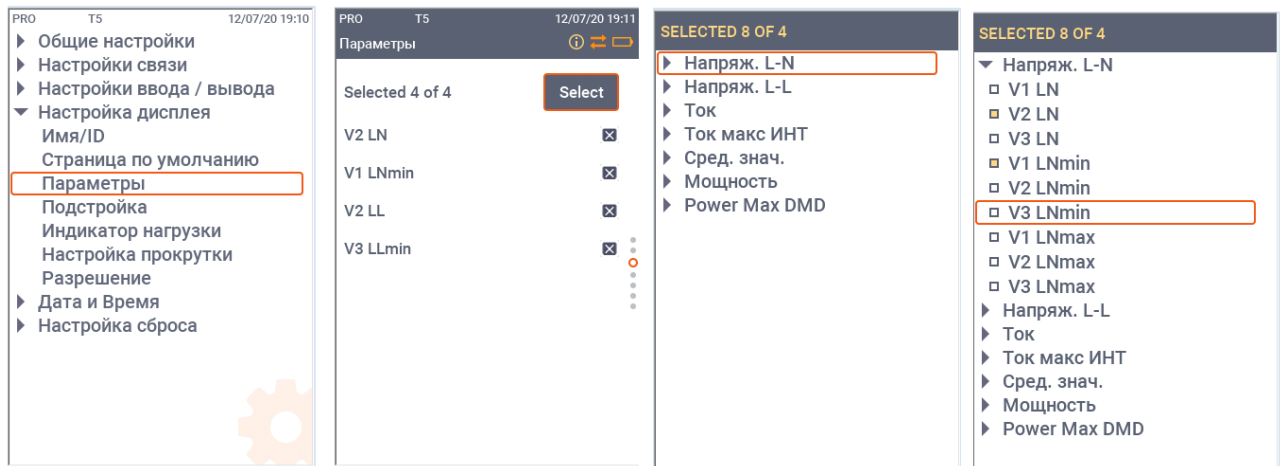 PRO T5 12/07/20 19:10
Общие настройки
Настройки связи
Настройки ввода / вывода
Настройка дисплея
Имя/ID
Страница по умолчанию
Параметры
Подстройка
Индикатор нагрузки
Настройка прокрутки
Разрешение
Дата и Время
Настройка сброса
PRO T5 12/07/20 19:11
Параметры
Selected 4 of 4 Select
V2 LN
V1 LNmin
V2 LL
V3 LLmin
SELECTED 8 OF 4
Напряж. L-N
Напряж. L-L
Ток
Ток макс ИНТ
Сред. знач.
Мощность
Power Max DMD
SELECTED 8 OF 4
Напряж. L-N
V1 LN
V2 LN
V3 LN
V1 LNmin
V2 LNmin
V3 LNmin
V1 LNmax
V2 LNmax
V3 LNmax
Напряж. L-L
Ток
Ток макс ИНТ
Сред. знач.
Мощность
Power Max DMD